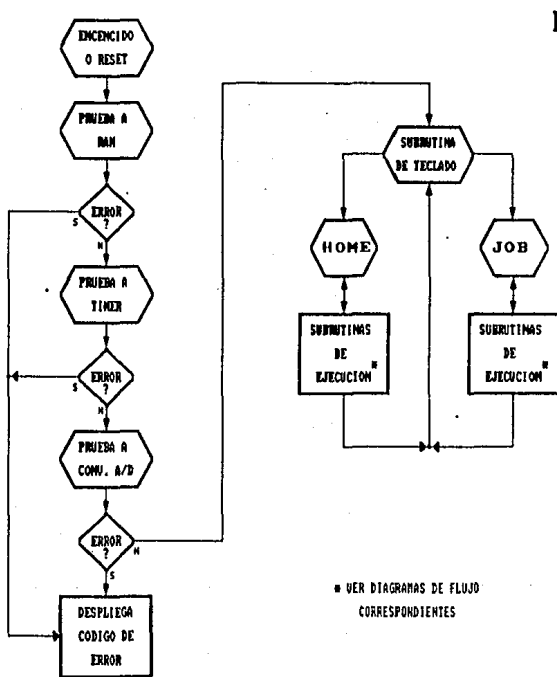 ENCENCIDO
O RESET
PRUEBA A
RAM
ERROR
?
S
N
PRUEBA A
TIMER
ERROR
?
S
N
PRUEBA A
CONV. A/D
ERROR
?
N
S
DESPLIEGA
CODIGO DE
ERROR
SUBRUTINA
DE TECLADO
HOME
JOB
SUBRUTINAS
DE *
EJECUCION
SUBRUTINAS
DE *
EJECUCION
* VER DIAGRAMAS DE FLUJO
CORRESPONDIENTES